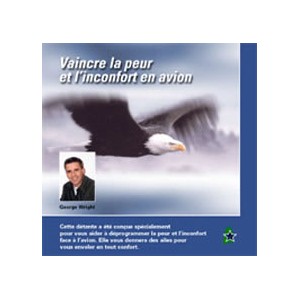 Vaincre la peur
et l'inconfort en avion
George Wright
Cette détente a été conçue spécialement
pour vous aider à déprogrammer la peur et l'inconfort
face à l'avion. Elle vous donnera des ailes pour
vous envoler en tout confort.